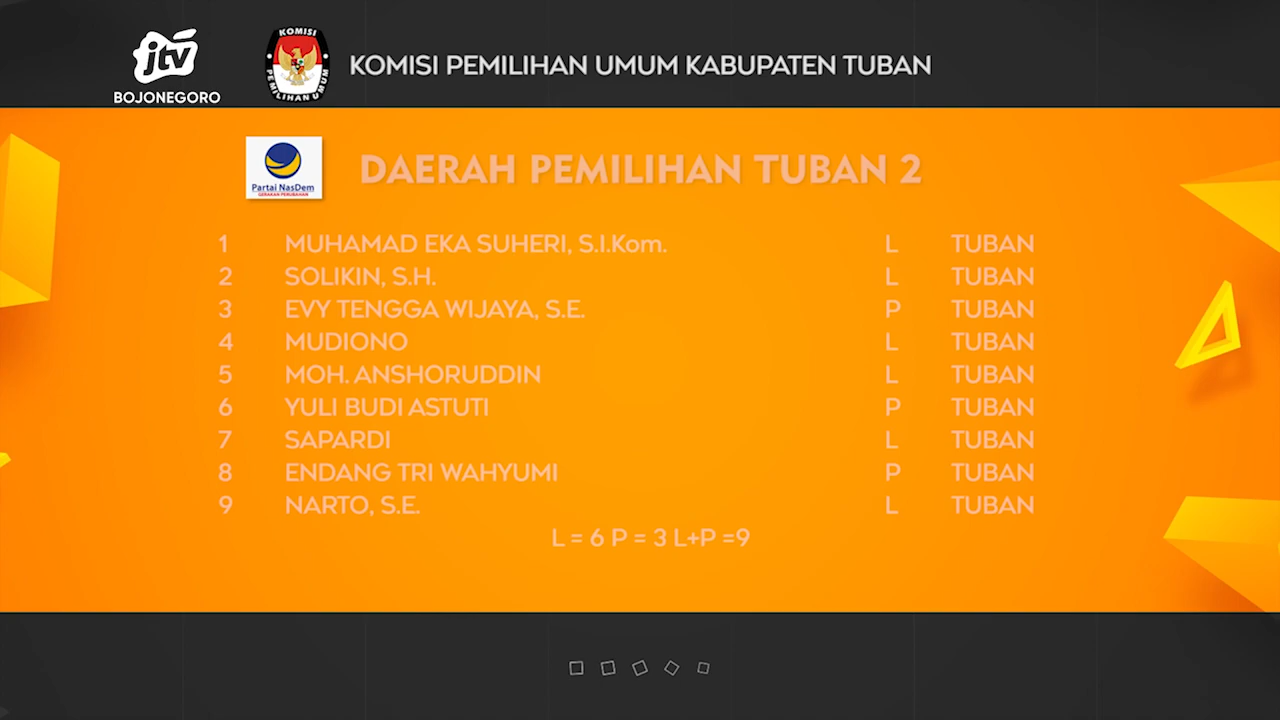 jtv
BOJONEGORO
KOMISI
PEMILIHAN UMUM
KOMISI PEMILIHAN UMUM KABUPATEN TUBAN
Partai NasDem
GERAKAN PERUBAHAN
DAERAH PEMILIHAN TUBAN 2
1 MUHAMAD EKA SUHERI, S.I.Kom. L TUBAN
2 SOLIKIN, S.H. L TUBAN
3 EVY TENGGA WIJAYA, S.E. P TUBAN
4 MUDIONO L TUBAN
5 MOH. ANSHORUDDIN L TUBAN
6 YULI BUDI ASTUTI P TUBAN
7 SAPARDI L TUBAN
8 ENDANG TRI WAHYUMI P TUBAN
9 NARTO, S.E. L TUBAN
L = 6 P = 3 L+P =9